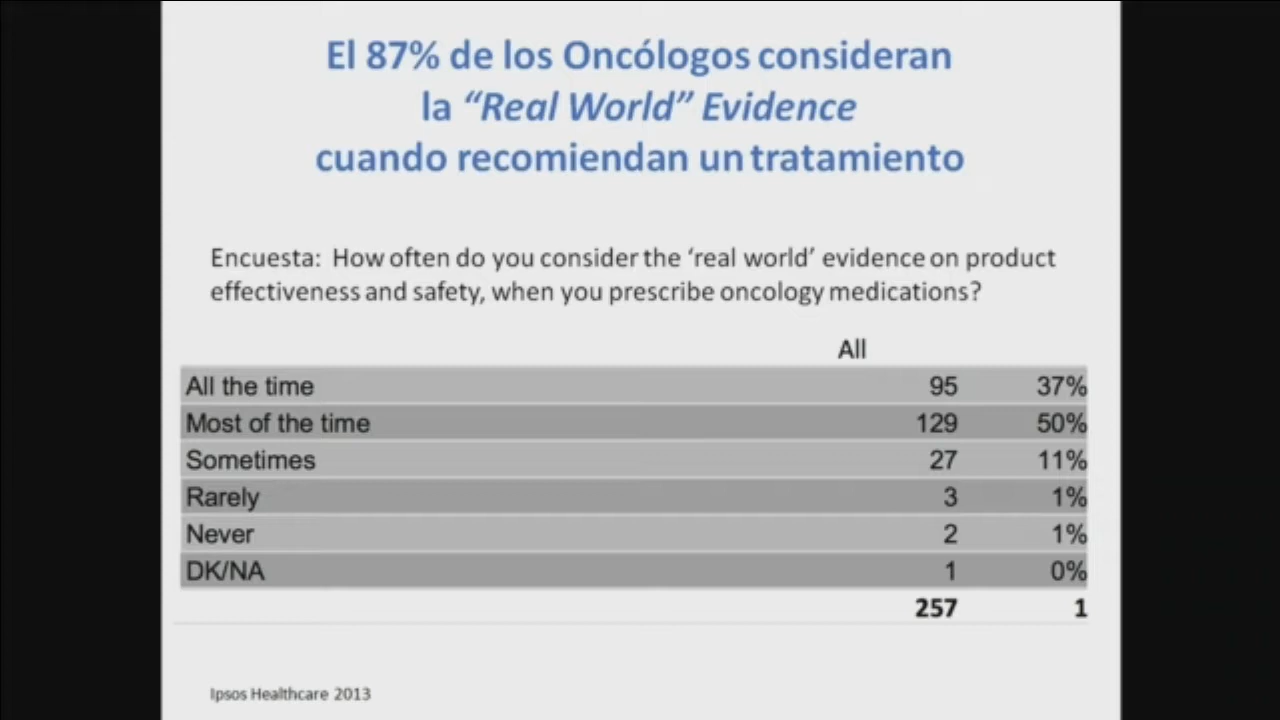 El 87% de los Oncólogos consideran
la “Real World” Evidence
cuando recomiendan un tratamiento
Encuesta: How often do you consider the ‘real world’ evidence on product
effectiveness and safety, when you prescribe oncology medications?
All
All the time 95 37%
Most of the time 129 50%
Sometimes 27 11%
Rarely 3 1%
Never 2 1%
DK/NA 1 0%
257 1
Ipsos Healthcare 2013